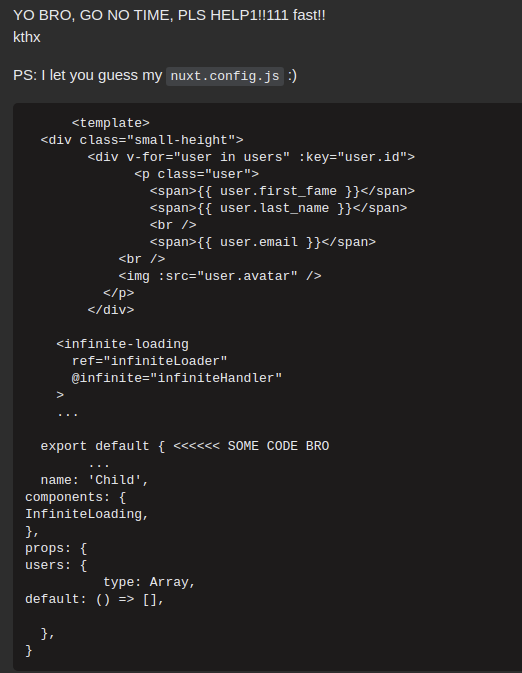 YO BRO, GO NO TIME, PLS HELP1!!111 fast!!
kthx
PS: I let you guess my nuxt.config.js :)
<template>
<div class="small-height">
<div v-for="user in users" :key="user.id">
<p class="user">
<span>{{ user.first_fame }}</span>
<span>{{ user.last_name }}</span>
<br />
<span>{{ user.email }}</span>
<br />
<img :src="user.avatar" />
</p>
</div>
<infinite-loading
ref="infiniteLoader"
@infinite="infiniteHandler"
>
...
export default { <<<<<< SOME CODE BRO
...
name: 'Child',
components: {
InfiniteLoading,
},
props: {
users: {
type: Array,
default: () => [],
},
}